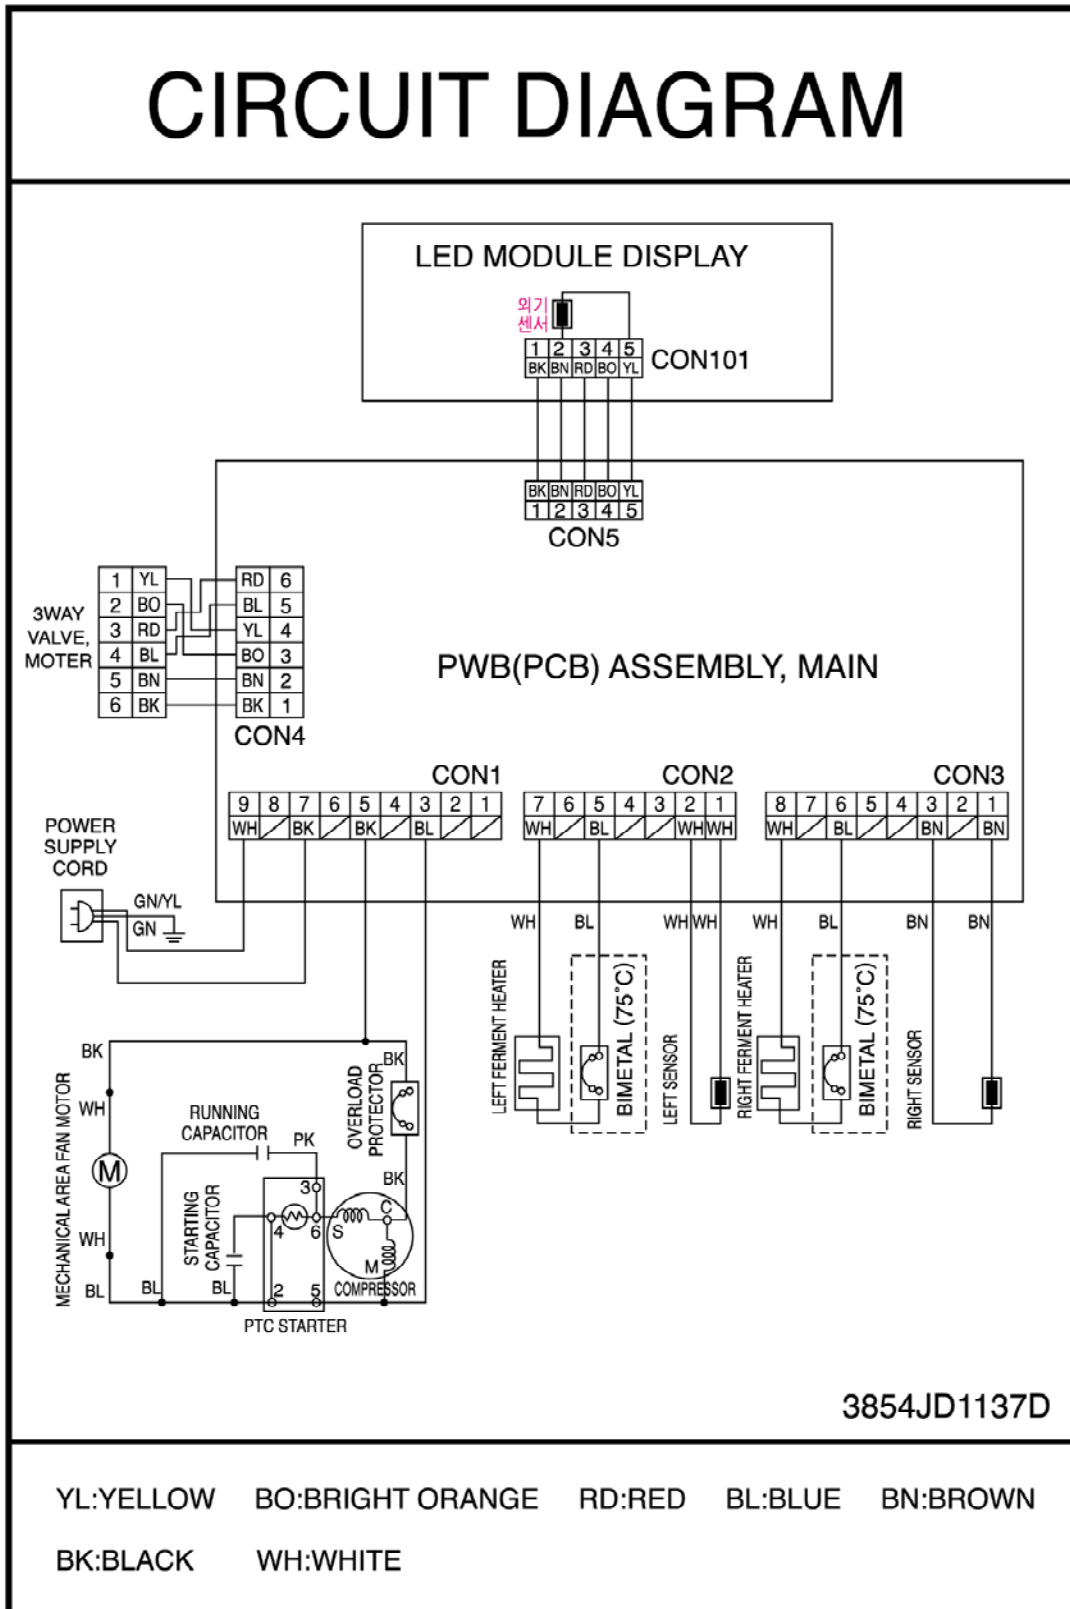 CIRCUIT DIAGRAM
LED MODULE DISPLAY
외기
센서
1 2 3 4 5
BK BN RD BO YL
CON101
BK BN RD BO YL
1 2 3 4 5
CON5
3WAY
VALVE,
MOTER
1 YL
2 BO
3 RD
4 BL
5 BN
6 BK
RD 6
BL 5
YL 4
BO 3
BN 2
BK 1
CON4
PWB(PCB) ASSEMBLY, MAIN
CON1
9 8 7 6 5 4 3 2 1
WH BK BK BL
CON2
7 6 5 4 3 2 1
WH BL WH WH
CON3
8 7 6 5 4 3 2 1
WH BL BN BN
POWER
SUPPLY
CORD
GN/YL
GN
WH BL WH WH WH BL BN BN
LEFT FERMENT HEATER
BIMETAL (75°C)
LEFT SENSOR
RIGHT FERMENT HEATER
BIMETAL (75°C)
RIGHT SENSOR
MECHANICAL AREA FAN MOTOR
BK
WH
M
WH
BL
RUNNING
CAPACITOR
PK
STARTING
CAPACITOR
BL
BL
OVERLOAD
PROTECTOR
BK
BK
3
4 6
2 5
S
C
M
COMPRESSOR
PTC STARTER
3854JD1137D
YL:YELLOW BO:BRIGHT ORANGE RD:RED BL:BLUE BN:BROWN
BK:BLACK WH:WHITE